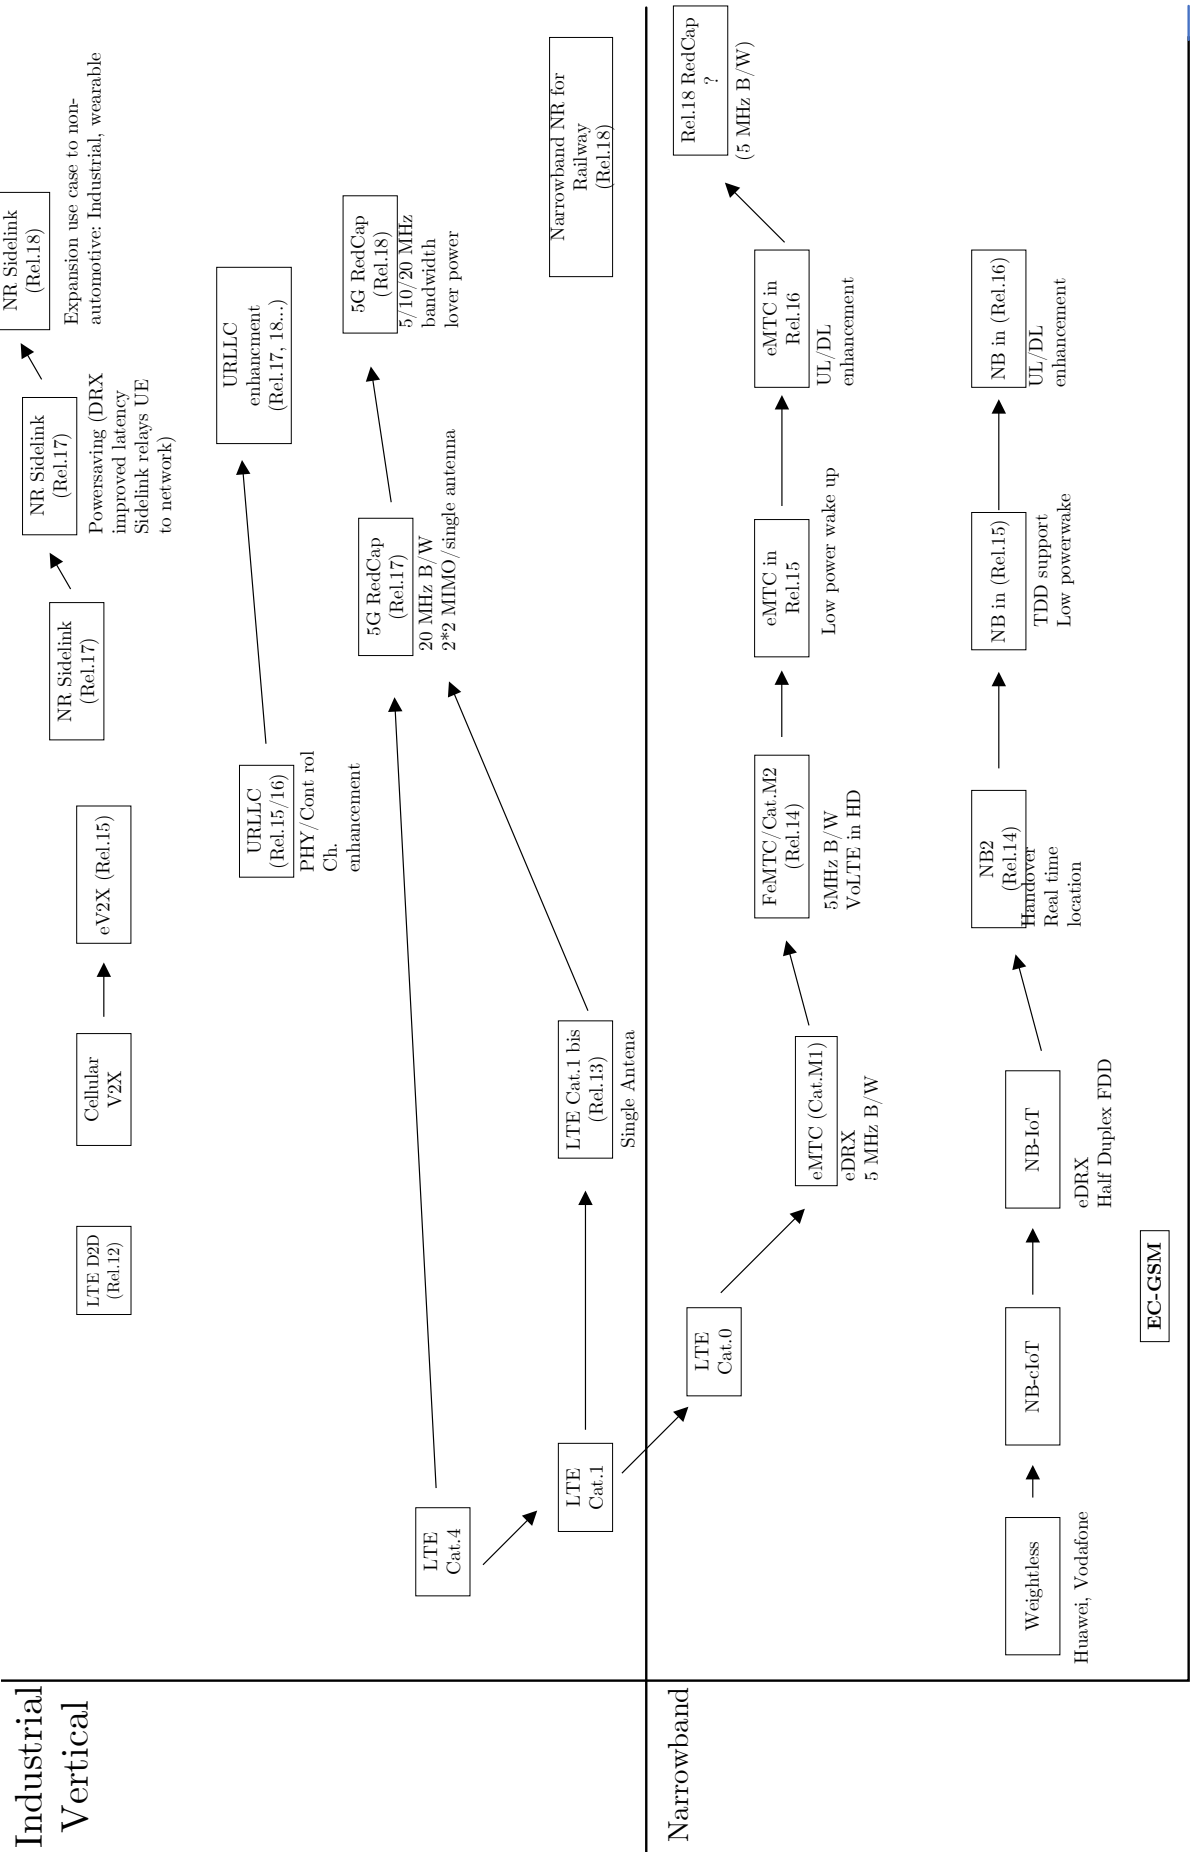 Industrial
Vertical
LTE D2D
(Rel.12)
Cellular
V2X
eV2X (Rel.15)
NR Sidelink
(Rel.17)
NR Sidelink
(Rel.17)
Powersaving (DRX
improved latency
Sidelink relays UE
to network)
NR Sidelink
(Rel.18)
Expansion use case to non-
automotive: Industrial, wearable
URLLC
(Rel.15/16)
PHY/Cont rol
Ch.
enhancement
URLLC
enhancment
(Rel.17, 18...)
LTE
Cat.4
5G RedCap
(Rel.17)
20 MHz B/W
2*2 MIMO/single antenna
5G RedCap
(Rel.18)
5/10/20 MHz
bandwidth
lover power
LTE
Cat.1
LTE Cat.1 bis
(Rel.13)
Single Antena
Narrowband NR for
Railway
(Rel.18)
Narrowband
LTE
Cat.0
eMTC (Cat.M1)
eDRX
5 MHz B/W
FeMTC/Cat.M2
(Rel.14)
5MHz B/W
VoLTE in HD
eMTC in
Rel.15
Low power wake up
eMTC in
Rel.16
UL/DL
enhancement
Rel.18 RedCap
?
(5 MHz B/W)
Weightless
Huawei, Vodafone
NB-cIoT
NB-IoT
eDRX
Half Duplex FDD
NB2
(Rel.14)
Handover
Real time
location
NB in (Rel.15)
TDD support
Low powerwake
NB in (Rel.16)
UL/DL
enhancement
EC-GSM